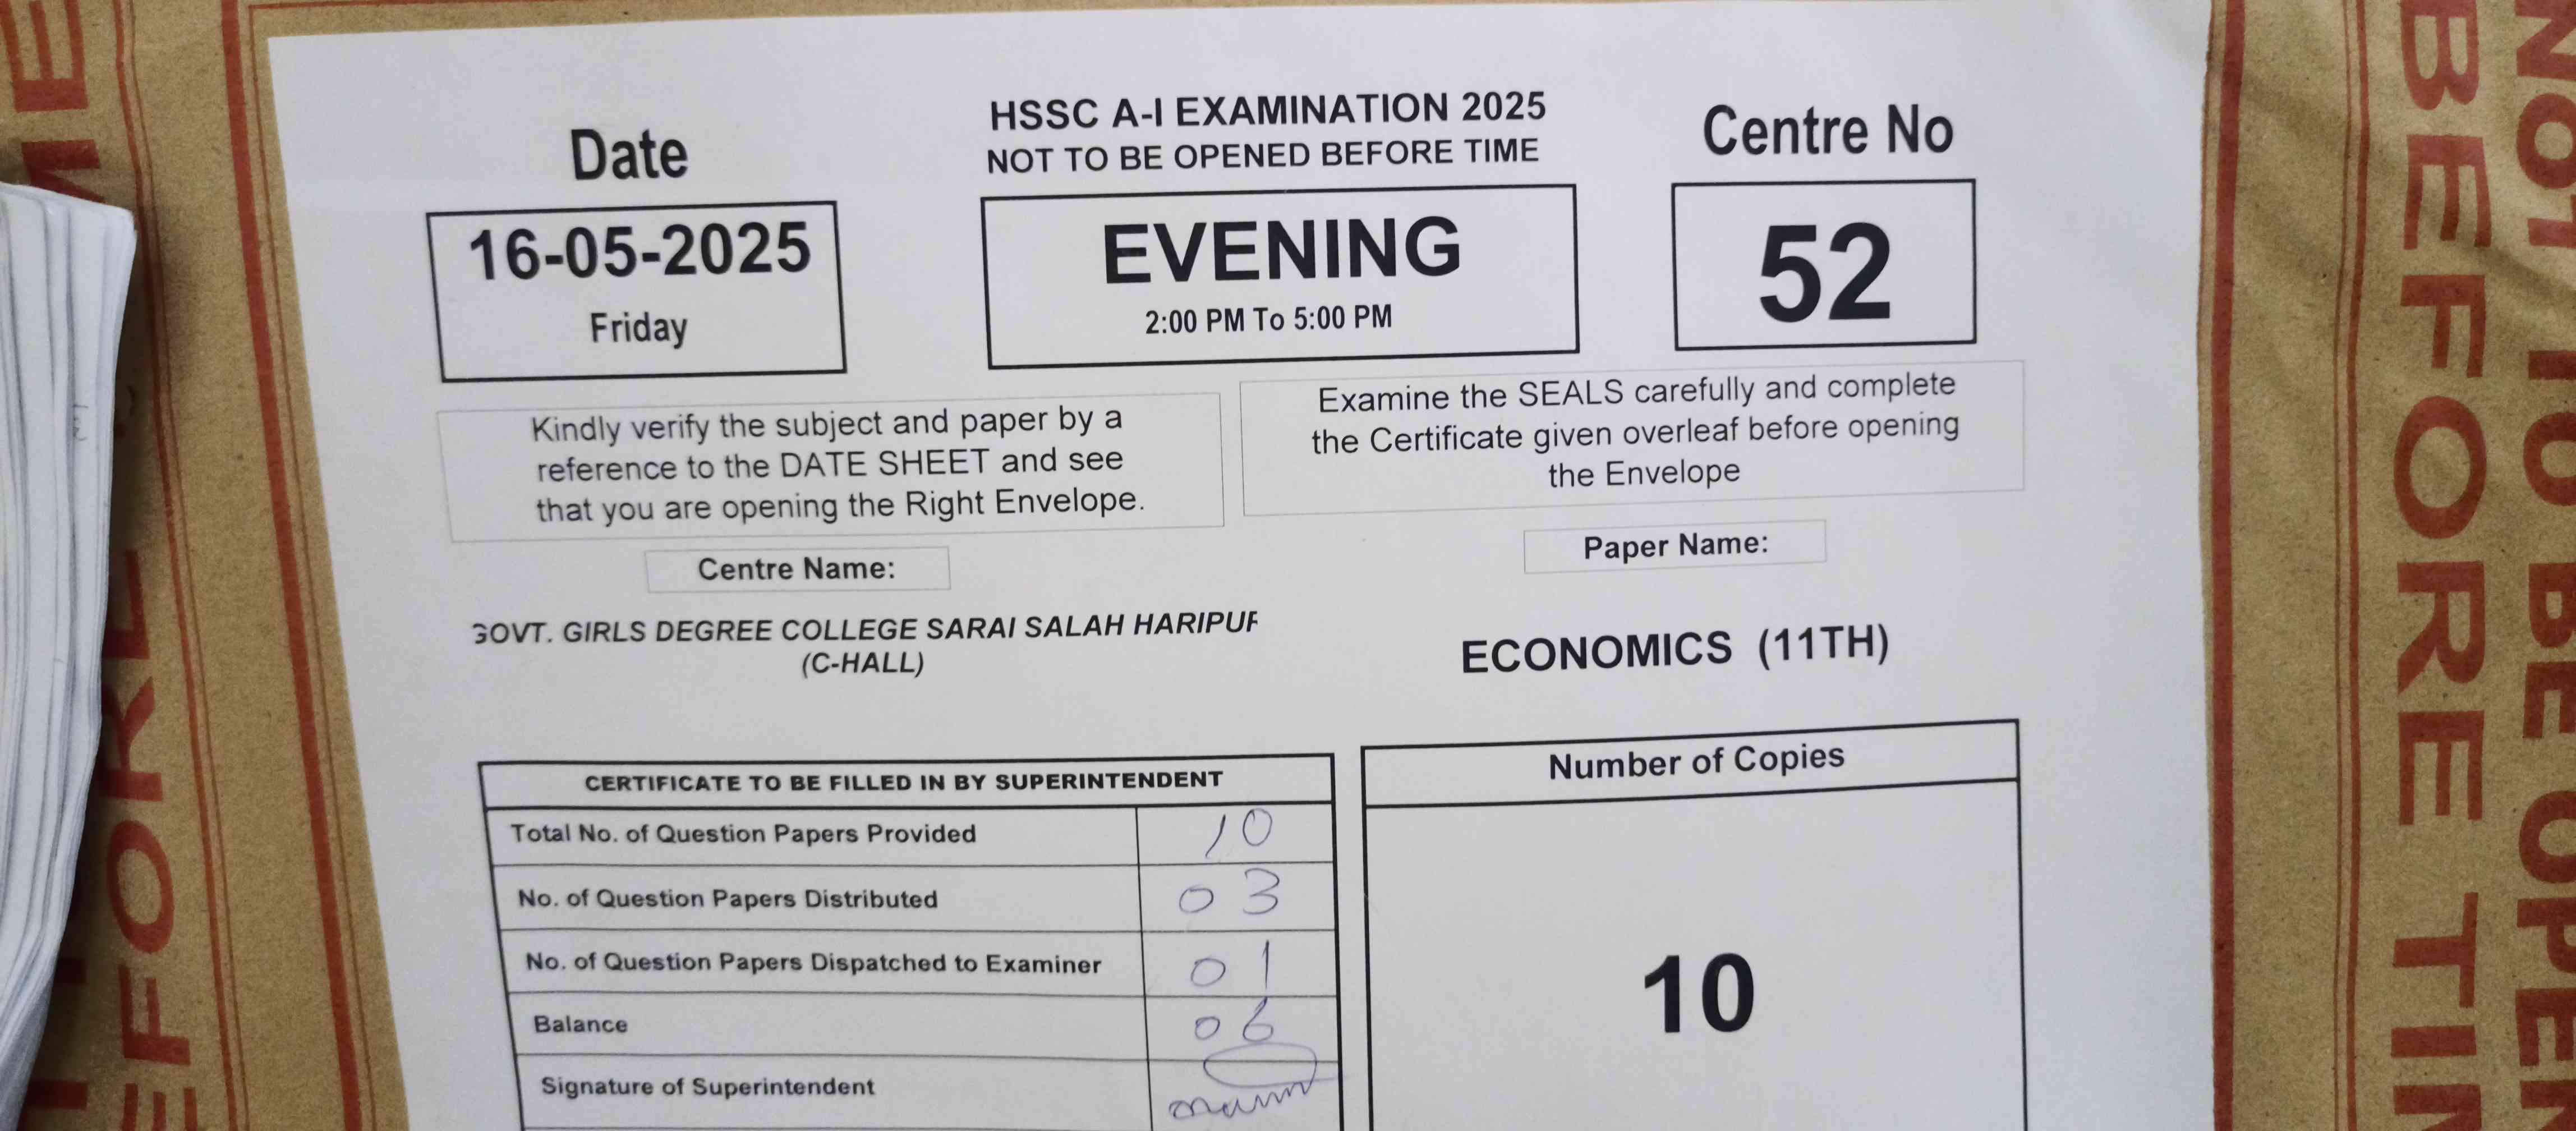 Date
16-05-2025
Friday
HSSC A-I EXAMINATION 2025
NOT TO BE OPENED BEFORE TIME
EVENING
2:00 PM To 5:00 PM
Centre No
52
Kindly verify the subject and paper by a
reference to the DATE SHEET and see
that you are opening the Right Envelope.
Examine the SEALS carefully and complete
the Certificate given overleaf before opening
the Envelope
Centre Name:
GOVT. GIRLS DEGREE COLLEGE SARAI SALAH HARIPUR
(C-HALL)
Paper Name:
ECONOMICS (11TH)
CERTIFICATE TO BE FILLED IN BY SUPERINTENDENT
Total No. of Question Papers Provided 10
No. of Question Papers Distributed 03
No. of Question Papers Dispatched to Examiner 01
Balance 06
Signature of Superintendent
Number of Copies
10
NOT TO BE OPEN
BEFORE TIM